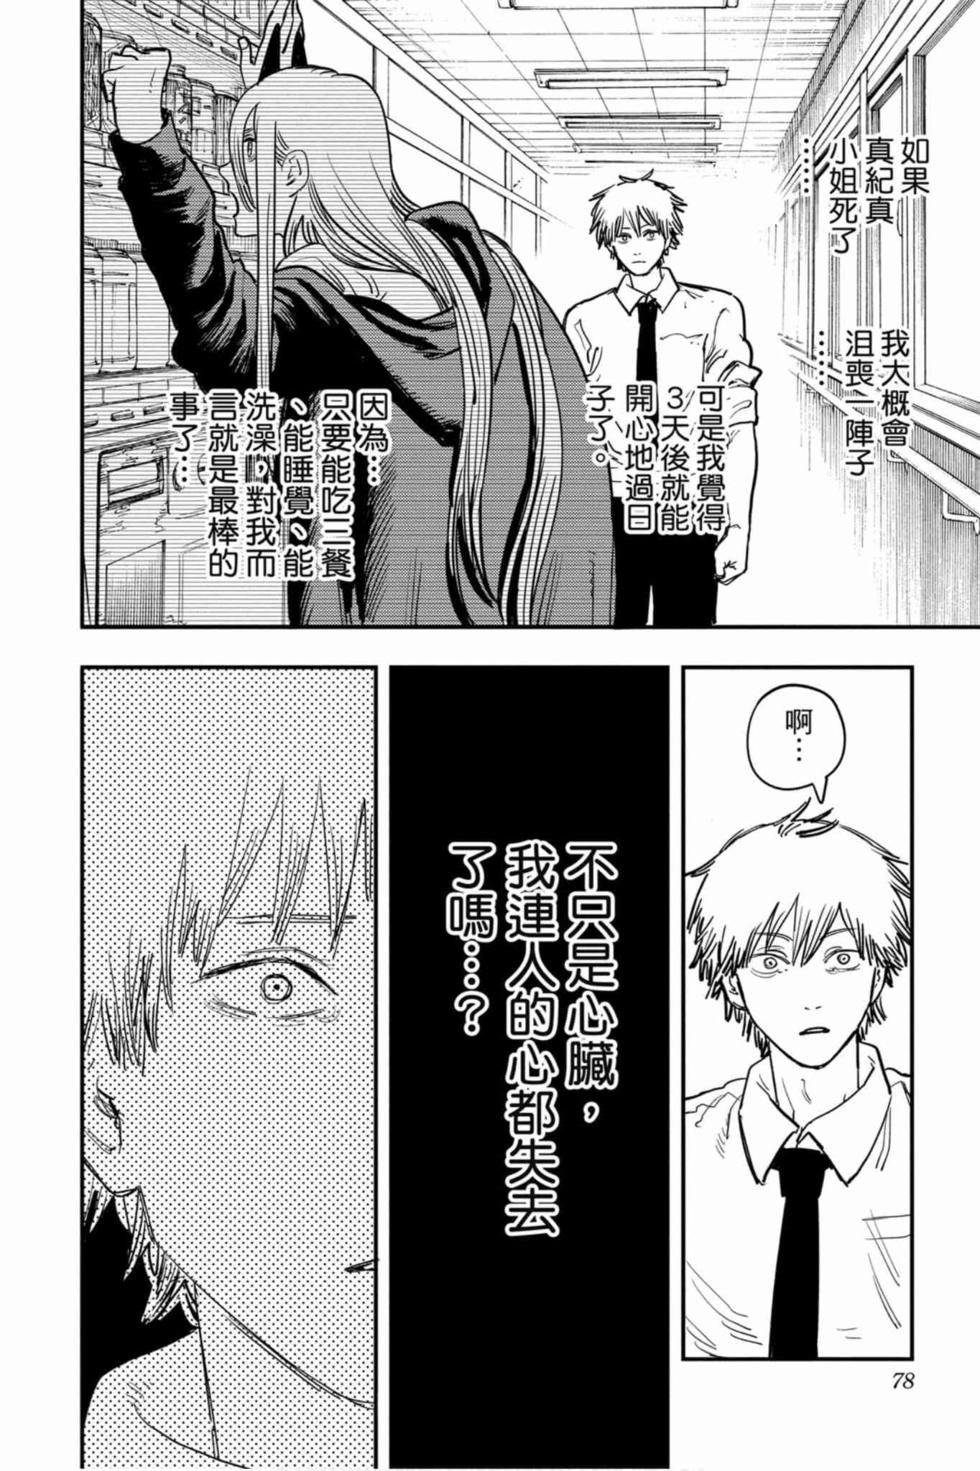 如果
真紀真
小姐死了
……
我大概會
沮喪一陣子
……
可是我覺得
3天後就能
開心地過日
子了。
因為…
只要能吃三餐
、能睡覺、能
洗澡，對我而
言就是最棒的
事了…
啊…
不只是心臟，
我連人的心都失去
了嗎…？
78